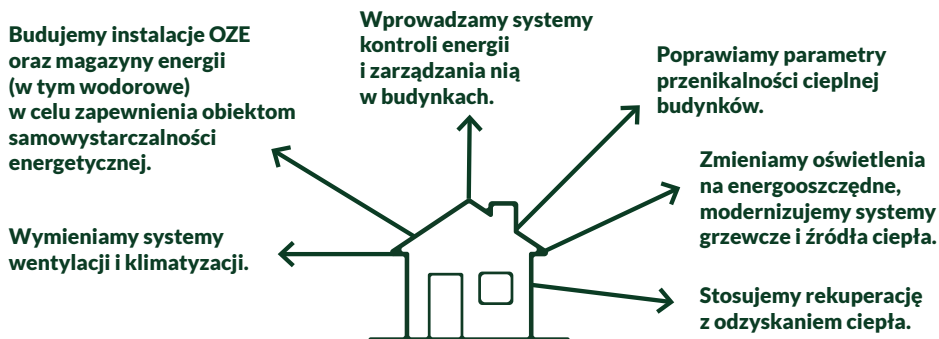 Budujemy instalacje OZE
oraz magazyny energii
(w tym wodorowe)
w celu zapewnienia obiektom
samowystarczalności
energetycznej.
Wprowadzamy systemy
kontroli energii
i zarządzania nią
w budynkach.
Poprawiamy parametry
przenikalności cieplnej
budynków.
Zmieniamy oświetlenia
na energooszczędne,
modernizujemy systemy
grzewcze i źródła ciepła.
Wymieniamy systemy
wentylacji i klimatyzacji.
Stosujemy rekuperację
z odzyskaniem ciepła.